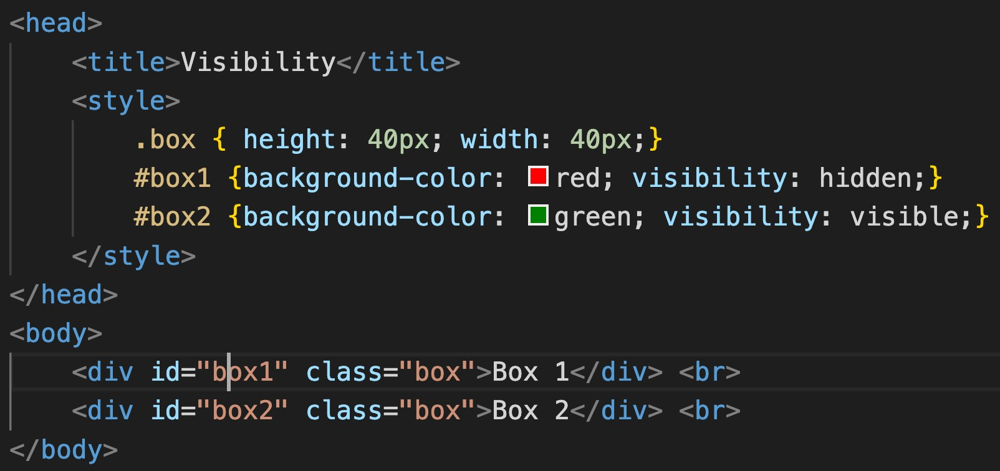 <head>
    <title>Visibility</title>
    <style>
        .box { height: 40px; width: 40px;}
        #box1 {background-color: red; visibility: hidden;}
        #box2 {background-color: green; visibility: visible;}
    </style>
</head>
<body>
    <div id="box1" class="box">Box 1</div> <br>
    <div id="box2" class="box">Box 2</div> <br>
</body>